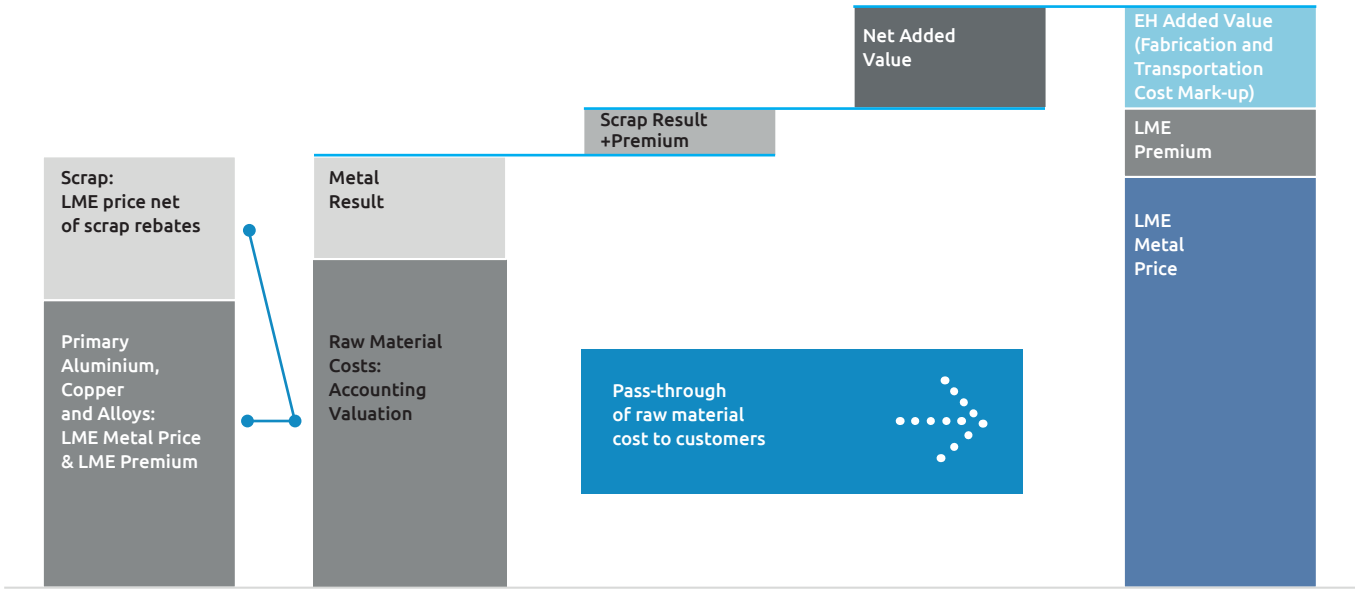 Scrap:
LME price net
of scrap rebates
Primary
Aluminium,
Copper
and Alloys:
LME Metal Price
& LME Premium
Metal
Result
Raw Material
Costs:
Accounting
Valuation
Scrap Result
+Premium
Pass-through
of raw material
cost to customers
Net Added
Value
EH Added Value
(Fabrication and
Transportation
Cost Mark-up)
LME
Premium
LME
Metal
Price